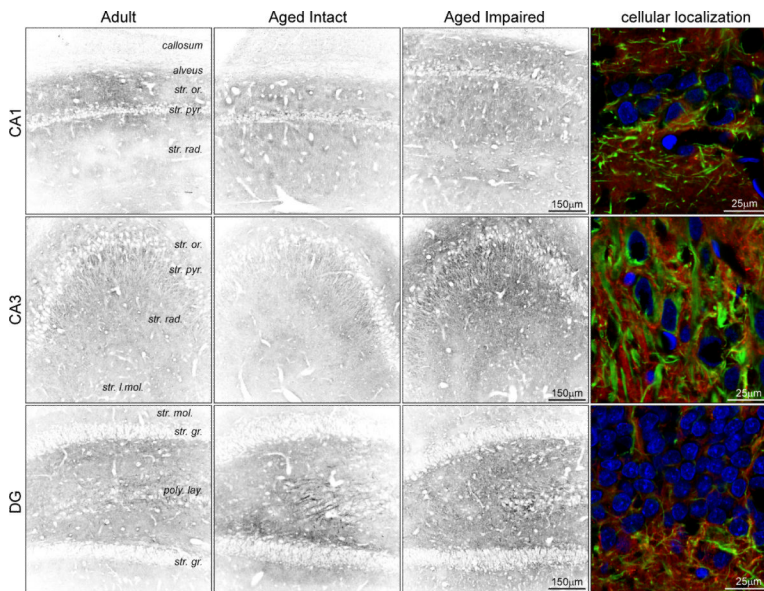 Adult
Aged Intact
Aged Impaired
cellular localization
CA1
callosum
alveus
str. or.
str. pyr.
str. rad.
150µm
25µm
CA3
str. or.
str. pyr.
str. rad.
str. l.mol.
150µm
25µm
DG
str. mol.
str. gr.
poly. lay.
str. gr.
150µm
25µm